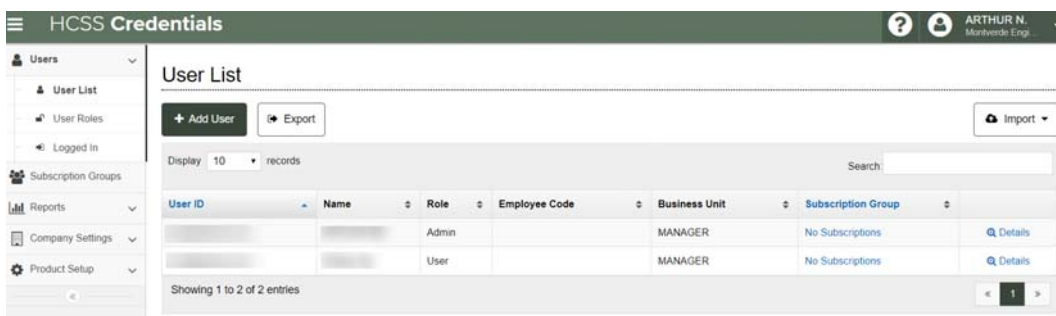 HCSS Credentials
ARTHUR N.
Montverde Engi...
Users
User List
User Roles
Logged In
Subscription Groups
Reports
Company Settings
Product Setup
User List
+ Add User
Export
Import
Display 10 records
Search:
User ID Name Role Employee Code Business Unit Subscription Group
Admin MANAGER No Subscriptions Details
User MANAGER No Subscriptions Details
Showing 1 to 2 of 2 entries
« 1 »